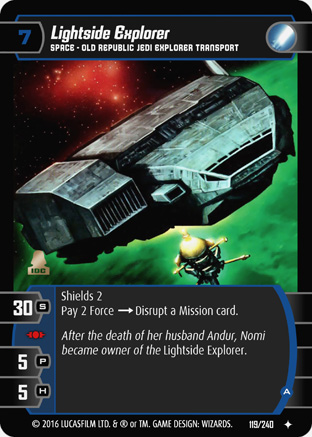 7
Lightside Explorer
SPACE - OLD REPUBLIC JEDI EXPLORER TRANSPORT
IDC
30 S
5 P
5 H
Shields 2
Pay 2 Force → Disrupt a Mission card.
After the death of her husband Andur, Nomi
became owner of the Lightside Explorer.
A
© 2016 LUCASFILM LTD. & ® or TM. GAME DESIGN: WIZARDS.
119/240